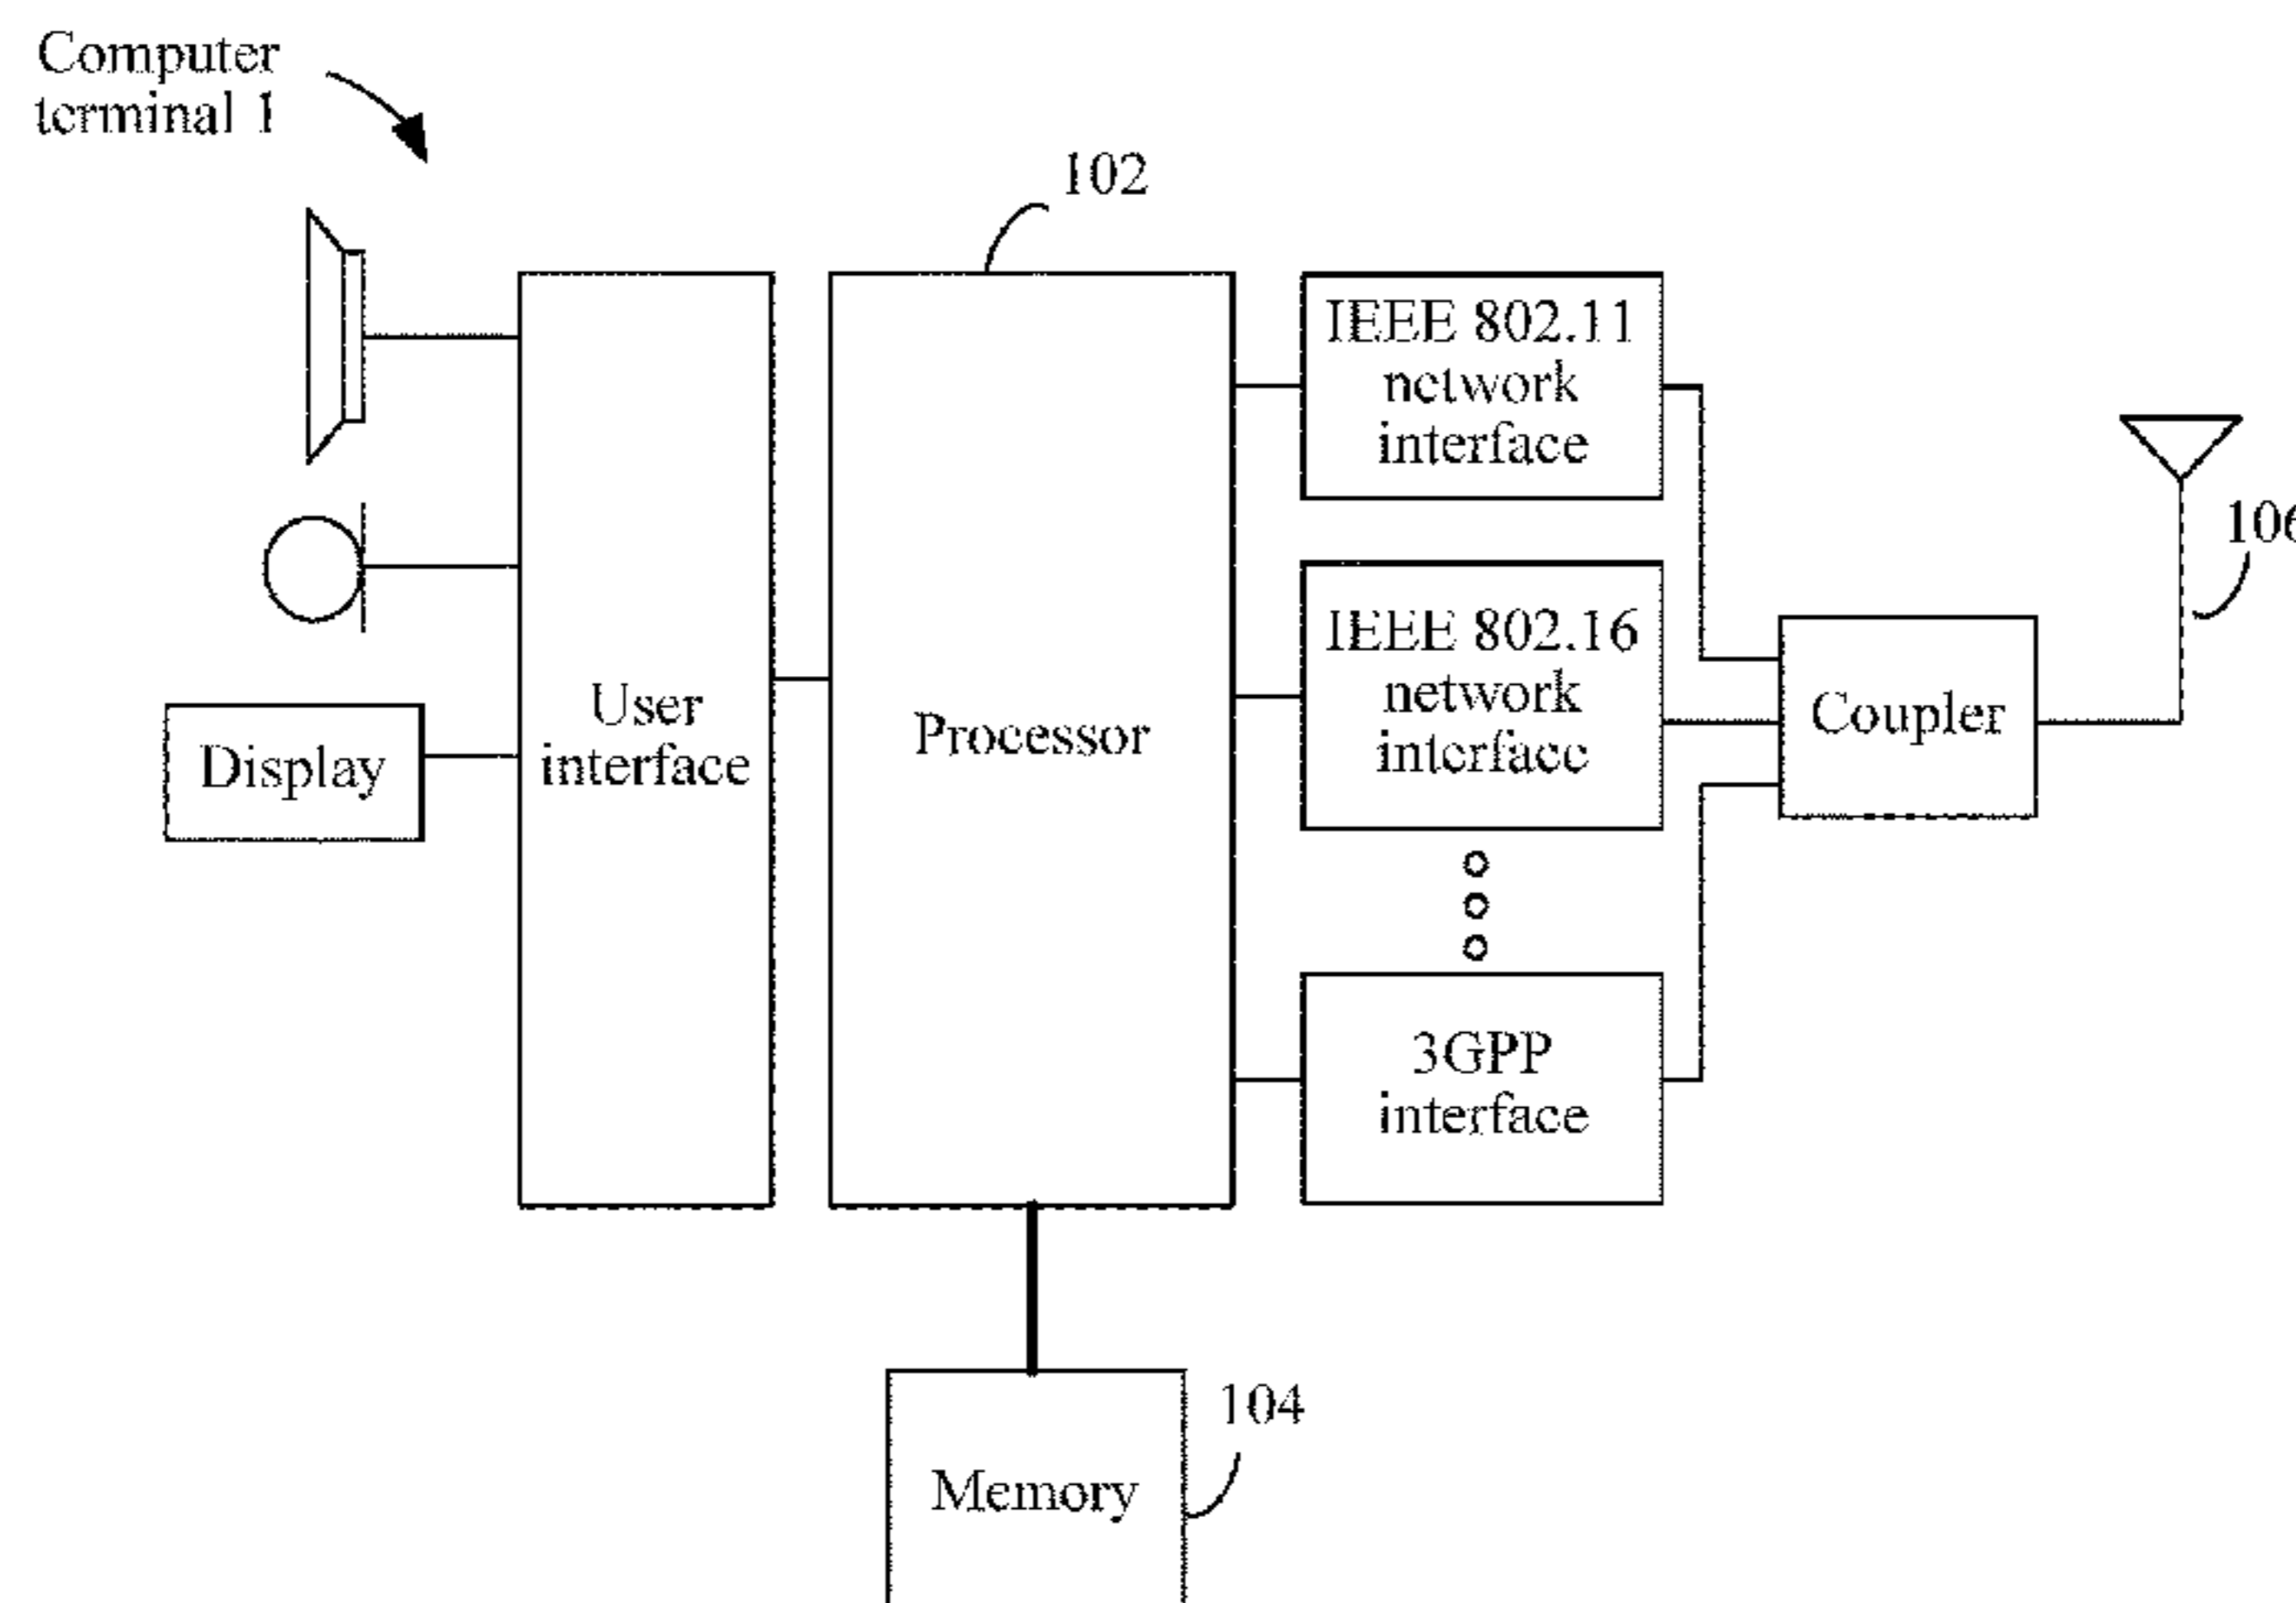 Computer
terminal 1
102
IEEE 802.11
network
interface
106
IEEE 802.16
network
interface
User
interface
Processor
Coupler
Display
3GPP
interface
104
Memory